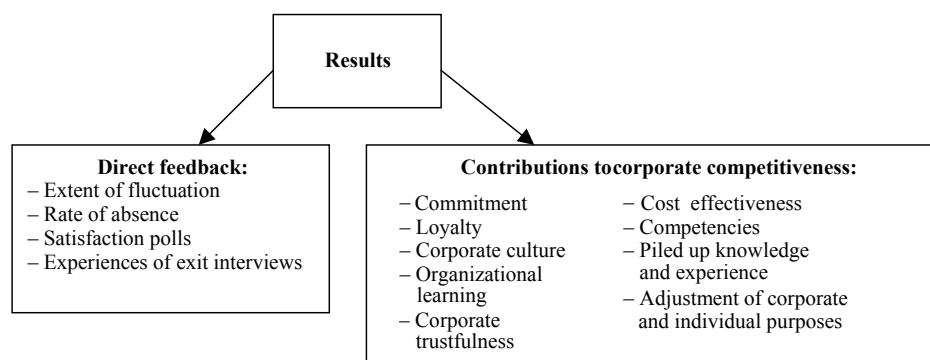 Results
Direct feedback:
– Extent of fluctuation
– Rate of absence
– Satisfaction polls
– Experiences of exit interviews
Contributions tocorporate competitiveness:
– Commitment
– Loyalty
– Corporate culture
– Organizational
learning
– Corporate
trustfulness
– Cost effectiveness
– Competencies
– Piled up knowledge
and experience
– Adjustment of corporate
and individual purposes